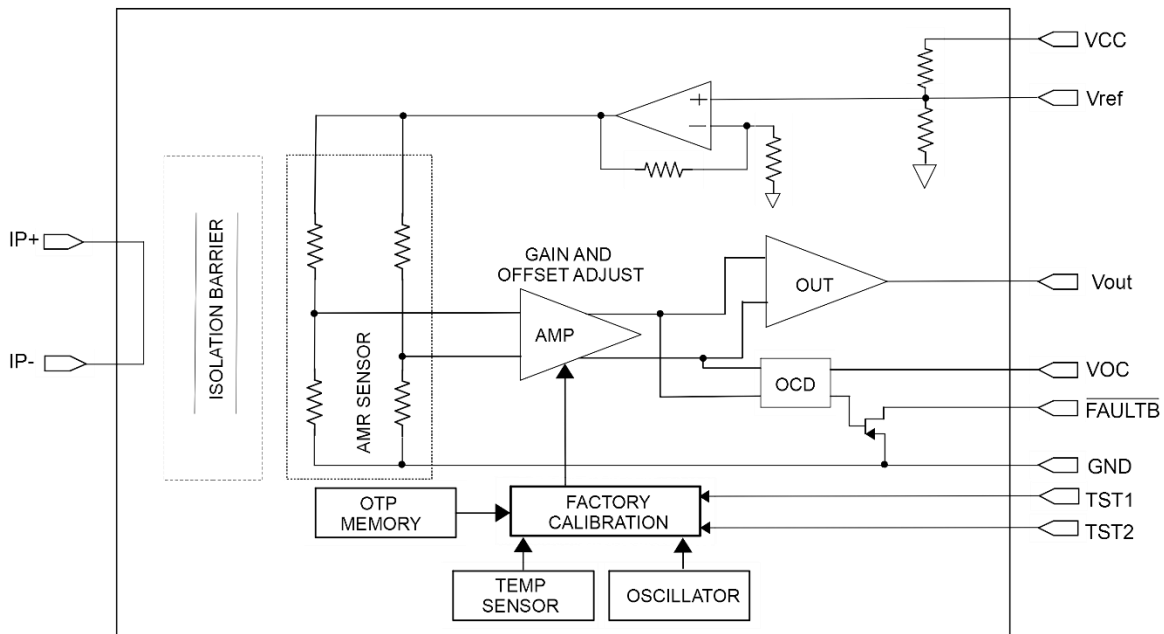 VCC
Vref
+
−
IP+
IP-
ISOLATION BARRIER
AMR SENSOR
GAIN AND
OFFSET ADJUST
AMP
OUT
Vout
OCD
VOC
FAULTB
GND
TST1
TST2
OTP
MEMORY
FACTORY
CALIBRATION
TEMP
SENSOR
OSCILLATOR